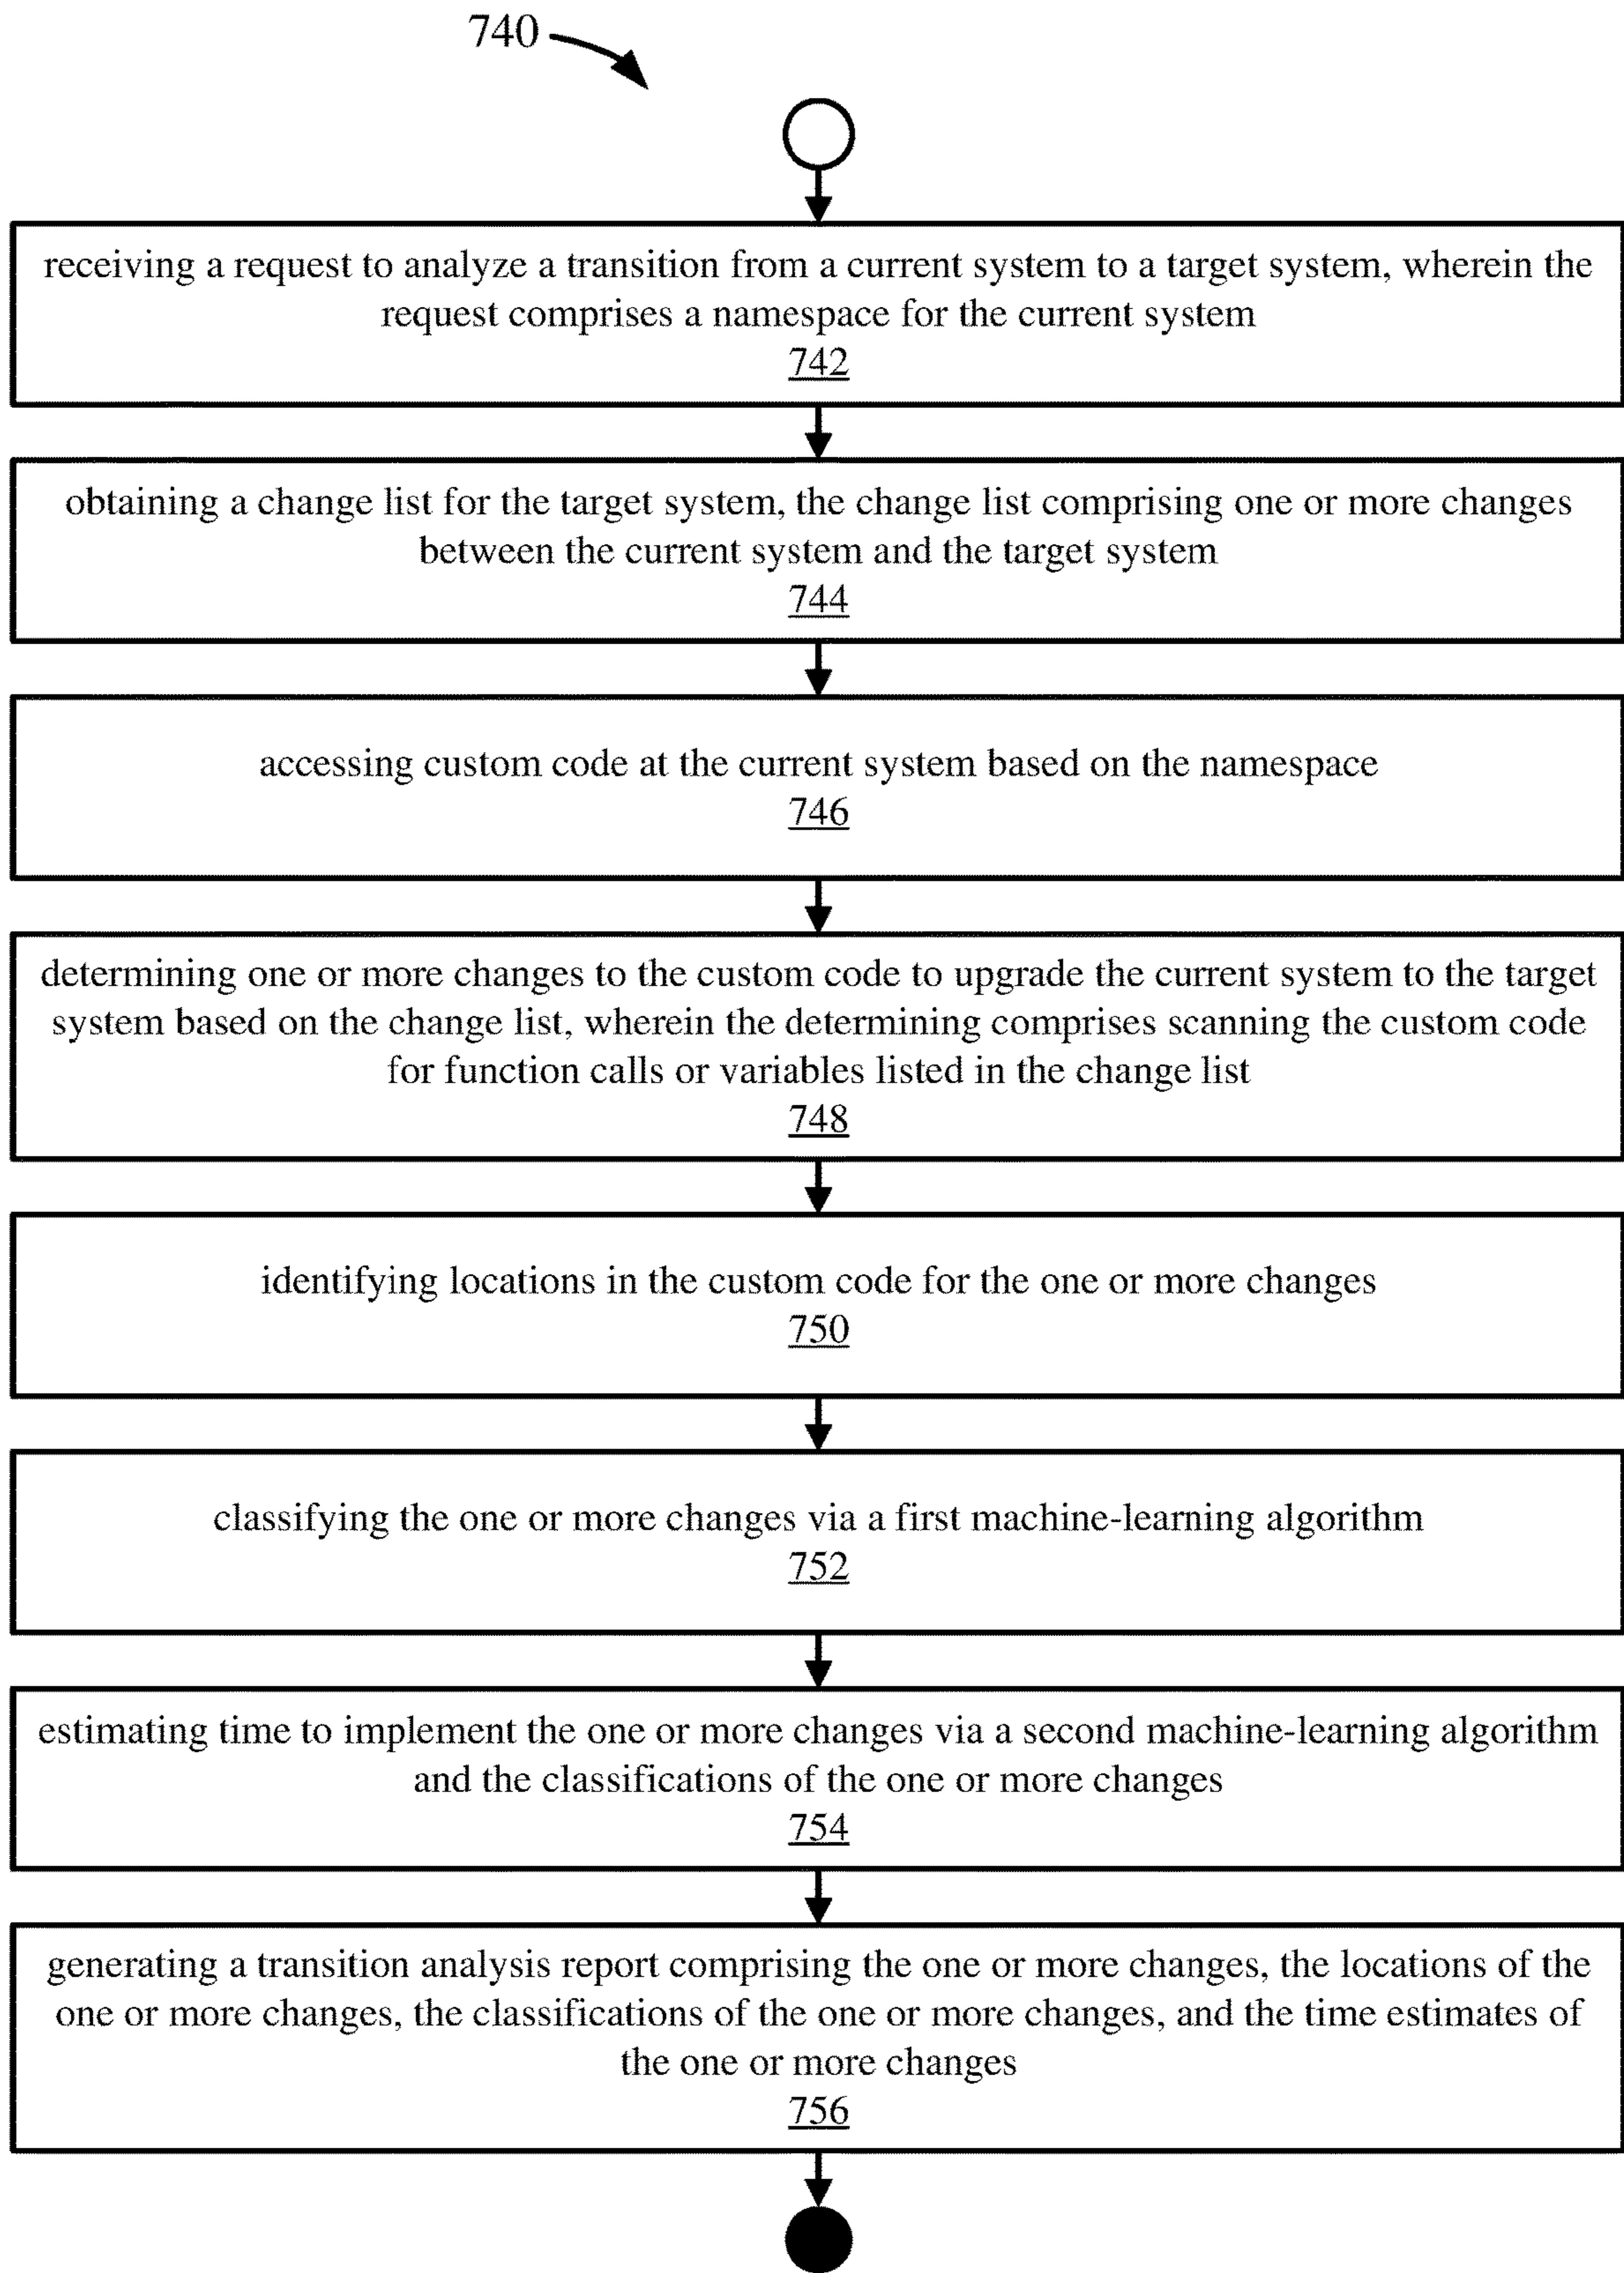 740
receiving a request to analyze a transition from a current system to a target system, wherein the
request comprises a namespace for the current system
742
obtaining a change list for the target system, the change list comprising one or more changes
between the current system and the target system
744
accessing custom code at the current system based on the namespace
746
determining one or more changes to the custom code to upgrade the current system to the target
system based on the change list, wherein the determining comprises scanning the custom code
for function calls or variables listed in the change list
748
identifying locations in the custom code for the one or more changes
750
classifying the one or more changes via a first machine-learning algorithm
752
estimating time to implement the one or more changes via a second machine-learning algorithm
and the classifications of the one or more changes
754
generating a transition analysis report comprising the one or more changes, the locations of the
one or more changes, the classifications of the one or more changes, and the time estimates of
the one or more changes
756